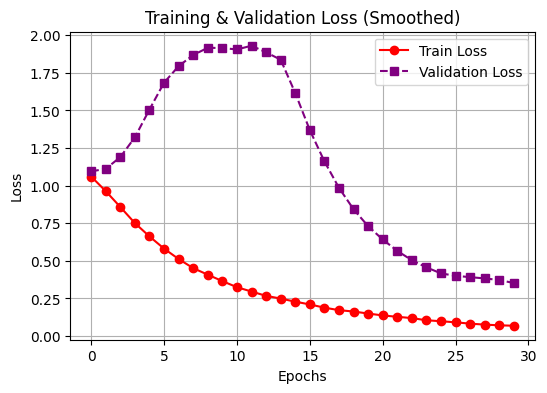 Training & Validation Loss (Smoothed)
Train Loss
Validation Loss
Loss
2.00
1.75
1.50
1.25
1.00
0.75
0.50
0.25
0.00
0 5 10 15 20 25 30
Epochs